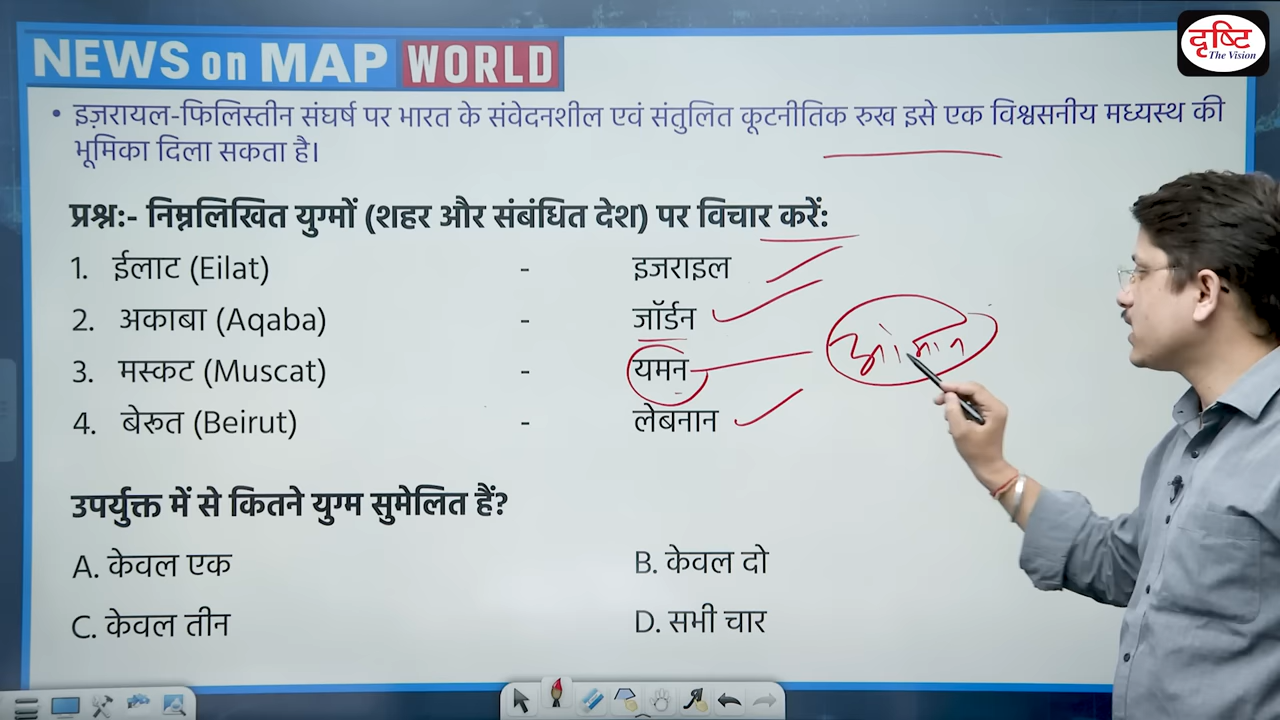 NEWS on MAP WORLD
दृष्टि
The Vision
• इज़रायल-फिलिस्तीन संघर्ष पर भारत के संवेदनशील एवं संतुलित कूटनीतिक रुख इसे एक विश्वसनीय मध्यस्थ की
भूमिका दिला सकता है।
प्रश्न:- निम्नलिखित युग्मों (शहर और संबंधित देश) पर विचार करें:
1. ईलाट (Eilat) - इजराइल
2. अकाबा (Aqaba) - जॉर्डन
3. मस्कट (Muscat) - यमन ओमान
4. बेरूत (Beirut) - लेबनान
उपर्युक्त में से कितने युग्म सुमेलित हैं?
A. केवल एक B. केवल दो
C. केवल तीन D. सभी चार